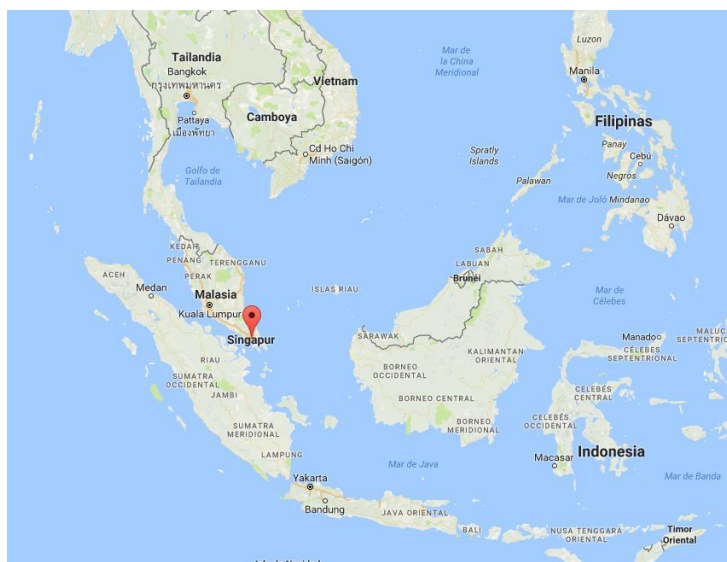 Luzon
Mar de
la China
Meridional
Tailandia
Bangkok
กรุงเทพมหานคร
Manila
Vietnam
Camboya
Pattaya
เมืองพัทยา
Filipinas
Cd Ho Chi
Minh (Saigón)
Panay
Cebú
Spratly
Islands
Golfo de
Tailandia
Negros
Palawan
Mar de Joló
Mindanao
Dávao
KEDAH
PENANG
TERENGGANU
PERAK
SABAH
LABUAN
Brunéi
ACEH
Medan
Malasia
Kuala Lumpur
ISLAS RIAU
Mar de
Célebes
Singapur
SARAWAK
Manado
MALUC
SEPTENTRI
CÉLEBES
SEPTENTRIONAL
KALIMANTAN
ORIENTAL
RIAU
SUMATRA
OCCIDENTAL
JAMBI
BORNEO
OCCIDENTAL
CÉLEBES
CENTRAL
BORNEO CENTRAL
SUMATRA
MERIDIONAL
BORNEO
MERIDIONAL
CÉLEBES
OCCIDENTAL
Indonesia
LAMPUNG
Macasar
Mar de Java
Mar de Banda
Yakarta
Bandung
JAVA ORIENTAL
BALI
NUSA TENGGARA
ORIENTAL
Timor
Oriental